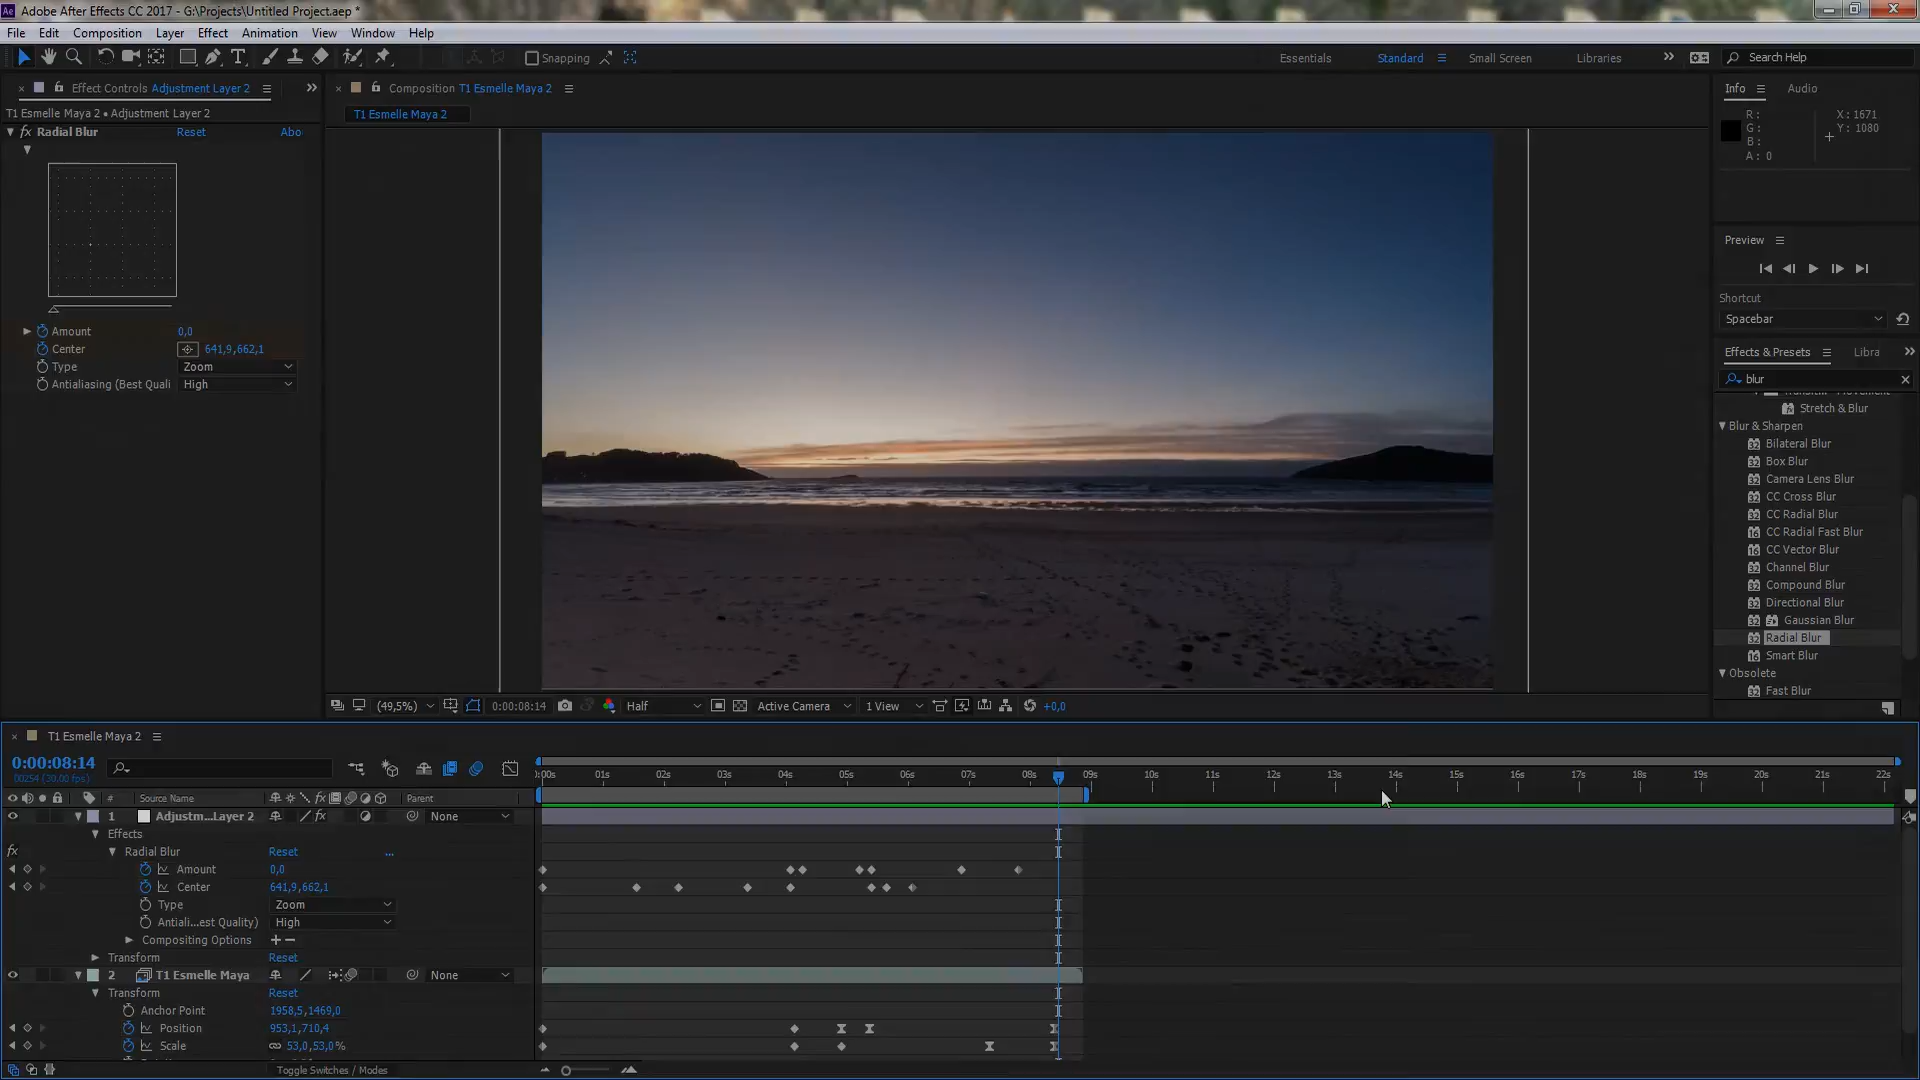 Adobe After Effects CC 2017 - G:\Projects\Untitled Project.aep *
File Edit Composition Layer Effect Animation View Window Help
Snapping
Essentials Standard Small Screen Libraries Search Help
Effect Controls Adjustment Layer 2
T1 Esmelle Maya 2 • Adjustment Layer 2
fx Radial Blur Reset Abo
Amount 0,0
Center 641,9,662,1
Type Zoom
Antialiasing (Best Quali High
Composition T1 Esmelle Maya 2
T1 Esmelle Maya 2
(49,5%) 0:00:08:14 Half Active Camera 1 View +0,0
Info Audio
R: X: 1671
G: Y: 1080
B:
A: 0
Preview
Shortcut
Spacebar
Effects & Presets Libra
blur
Stretch & Blur
Blur & Sharpen
Bilateral Blur
Box Blur
Camera Lens Blur
CC Cross Blur
CC Radial Blur
CC Radial Fast Blur
CC Vector Blur
Channel Blur
Compound Blur
Directional Blur
Gaussian Blur
Radial Blur
Smart Blur
Obsolete
Fast Blur
T1 Esmelle Maya 2
0:00:08:14
:00s 01s 02s 03s 04s 05s 06s 07s 08s 09s 10s 11s 12s 13s 14s 15s 16s 17s 18s 19s 20s 21s 22s
# Source Name Parent
1 Adjustm...Layer 2 None
Effects
Radial Blur Reset ...
Amount 0,0
Center 641,9,662,1
Type Zoom
Antiali...est Quality) High
Compositing Options +−
Transform Reset
2 T1 Esmelle Maya None
Transform Reset
Anchor Point 1958,5,1469,0
Position 953,1,710,4
Scale 53,0,53,0%
Toggle Switches / Modes